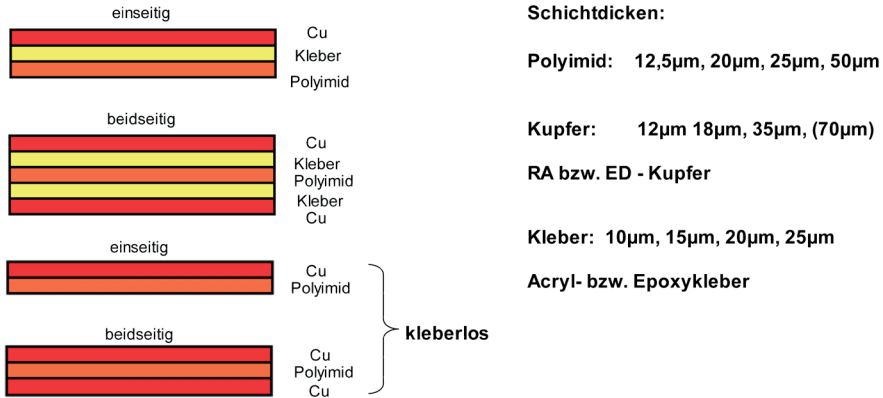 einseitig
Cu
Kleber
Polyimid
beidseitig
Cu
Kleber
Polyimid
Kleber
Cu
einseitig
Cu
Polyimid
beidseitig
Cu
Polyimid
Cu
kleberlos
Schichtdicken:
Polyimid: 12,5µm, 20µm, 25µm, 50µm
Kupfer: 12µm 18µm, 35µm, (70µm)
RA bzw. ED - Kupfer
Kleber: 10µm, 15µm, 20µm, 25µm
Acryl- bzw. Epoxykleber